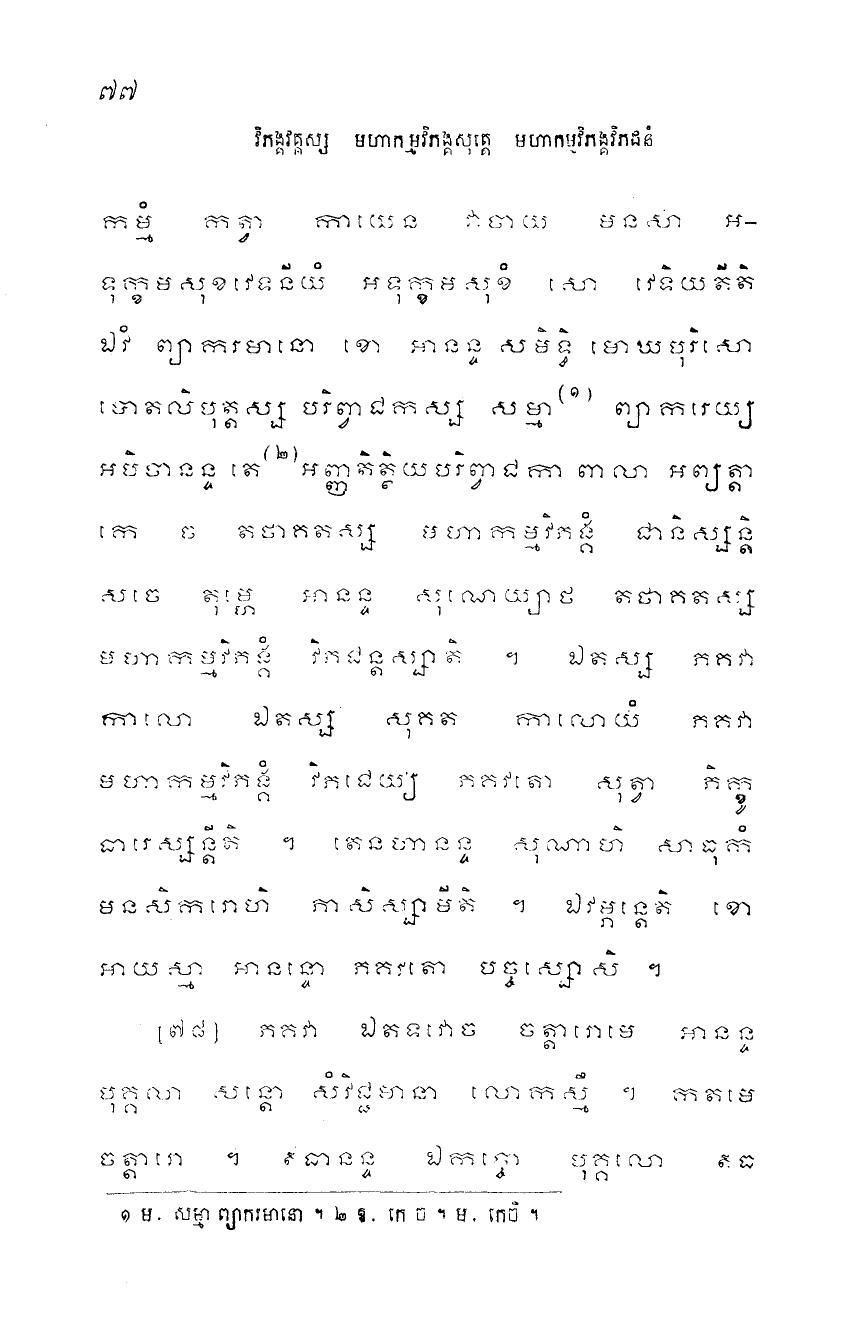 ៧៧
វិភង្គវគ្គស្ស មហាកម្មវិភង្គសុត្តេ មហាកម្មវិភង្គវិភជនំ
កម្មំ កត្វា កាយេន វាចាយ មនសា អ-
ទុក្ខមសុខវេទនីយំ អទុក្ខមសុខំ សោ វេទិយតីតិ
ឯវំ ព្យាករមានោ ខោ អានន្ទ សមិទ្ធិ មោឃបុរិសោ
បោតលិបុត្តស្ស បរិព្វាជកស្ស សម្មា(១) ព្យាករេយ្យ
អបិចានន្ទ តេ(២)អញ្ញតិត្ថិយបរិព្វាជកា ពាលា អព្យត្តា
កេ ច តថាគតស្ស មហាកម្មវិភង្គំ ជានិស្សន្តិ
សចេ តុម្ហេ អានន្ទ សុណេយ្យាថ តថាគតស្ស
មហាកម្មវិភង្គំ វិភជន្តស្សាតិ ។ ឯតស្ស ភគវា
កាលោ ឯតស្ស សុគត កាលោយំ ភគវា
មហាកម្មវិភង្គំ វិភជេយ្យ ភគវតោ សុត្វា ភិក្ខូ
ធារេស្សន្តីតិ ។ តេនហានន្ទ សុណាហិ សាធុកំ
មនសិករោហិ ភាសិស្សាមីតិ ។ ឯវម្ភន្តេតិ ខោ
អាយស្មា អានន្ទោ ភគវតោ បច្ចស្សោសិ ។
[៧៨] ភគវា ឯតទវោច ចត្តារោមេ អានន្ទ
បុគ្គលា សន្តោ សំវិជ្ជមានា លោកស្មឹ ។ កតមេ
ចត្តារោ ។ ឥធានន្ទ ឯកច្ចោ បុគ្គលោ ឥធ
១ ម. សម្មា ព្យាករមានោ ។ ២ ឱ. កេ ច ។ ម. កេចិ ។